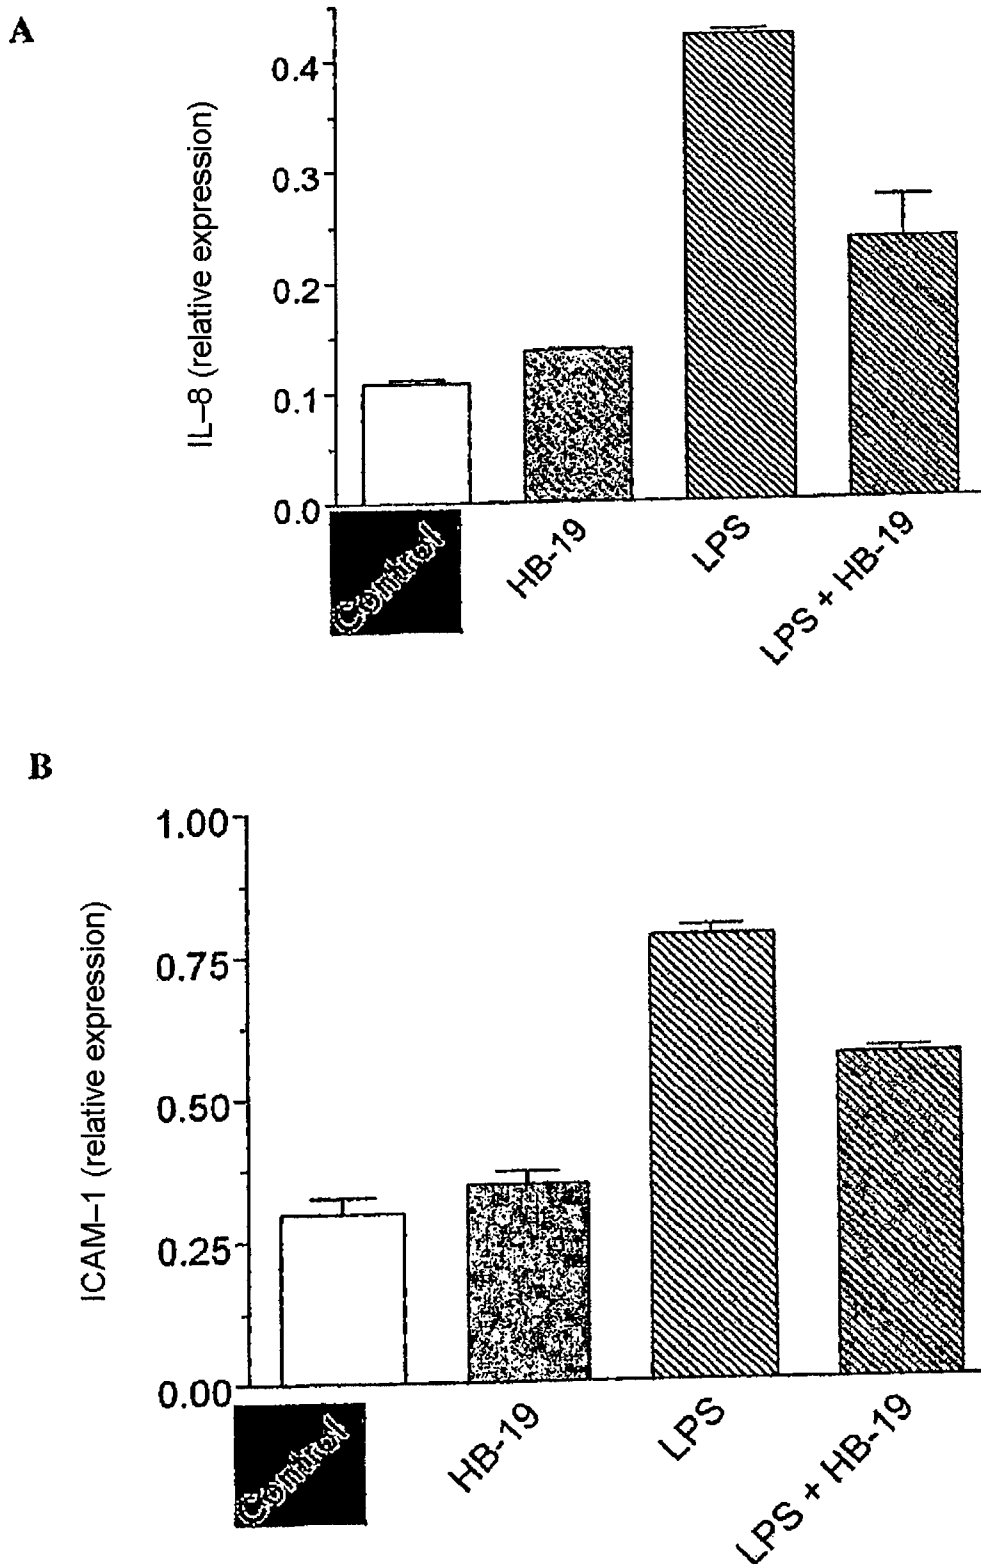 A
IL–8 (relative expression)
0.4
0.3
0.2
0.1
0.0
Control
HB-19
LPS
LPS + HB-19
B
ICAM–1 (relative expression)
1.00
0.75
0.50
0.25
0.00
Control
HB-19
LPS
LPS + HB-19